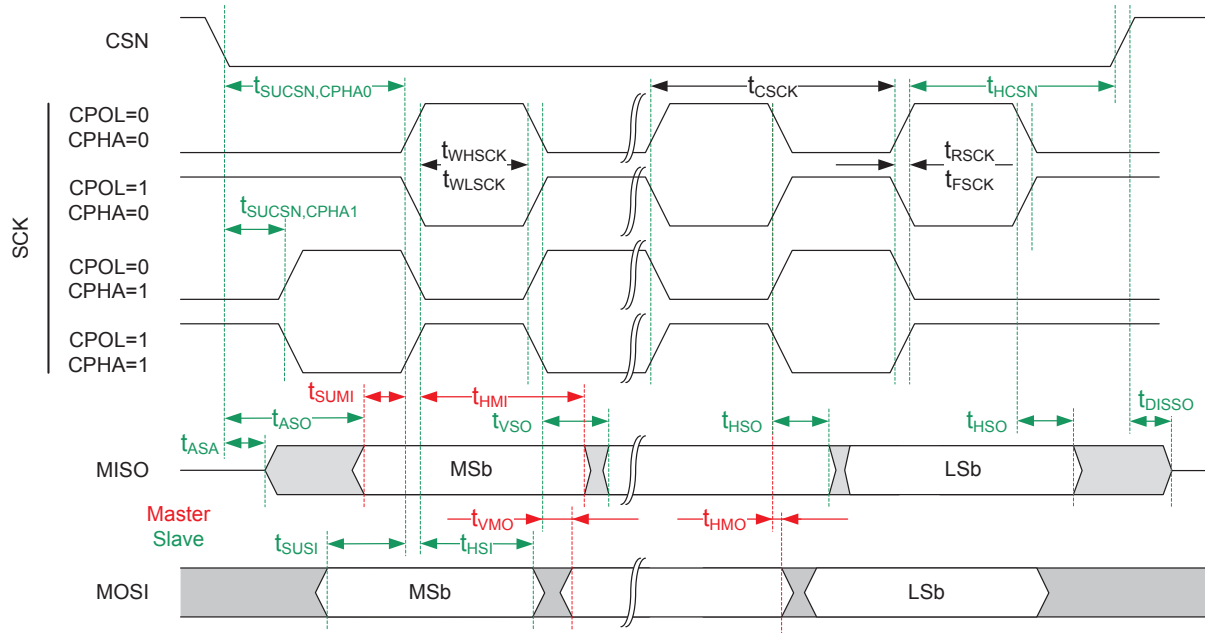 CSN
tSUCSN,CPHA0
tCSCK
tHCSN
SCK
CPOL=0
CPHA=0
tWHSCK
tWLSCK
tRSCK
tFSCK
CPOL=1
CPHA=0
tSUCSN,CPHA1
CPOL=0
CPHA=1
CPOL=1
CPHA=1
tSUMI
tHMI
tASO
tVSO
tHSO
tHSO
tDISSO
tASA
MISO
MSb
LSb
Master
Slave
tVMO
tHMO
tSUSI
tHSI
MOSI
MSb
LSb